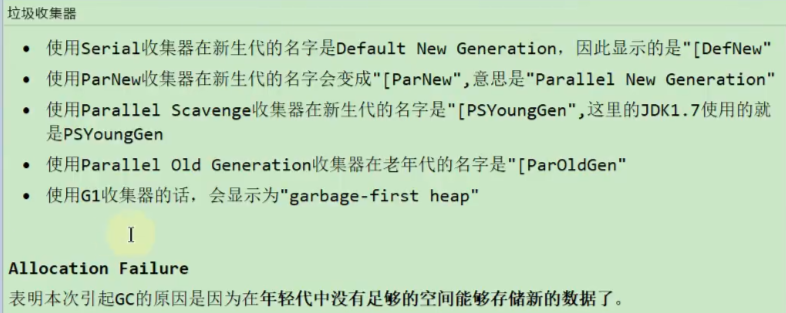 垃圾收集器
• 使用Serial收集器在新生代的名字是Default New Generation，因此显示的是"[DefNew"
• 使用ParNew收集器在新生代的名字会变成"[ParNew",意思是"Parallel New Generation"
• 使用Parallel Scavenge收集器在新生代的名字是"[PSYoungGen",这里的JDK1.7使用的就
是PSYoungGen
• 使用Parallel Old Generation收集器在老年代的名字是"[ParOldGen"
• 使用G1收集器的话，会显示为"garbage-first heap"
Allocation Failure
表明本次引起GC的原因是因为在年轻代中没有足够的空间能够存储新的数据了。